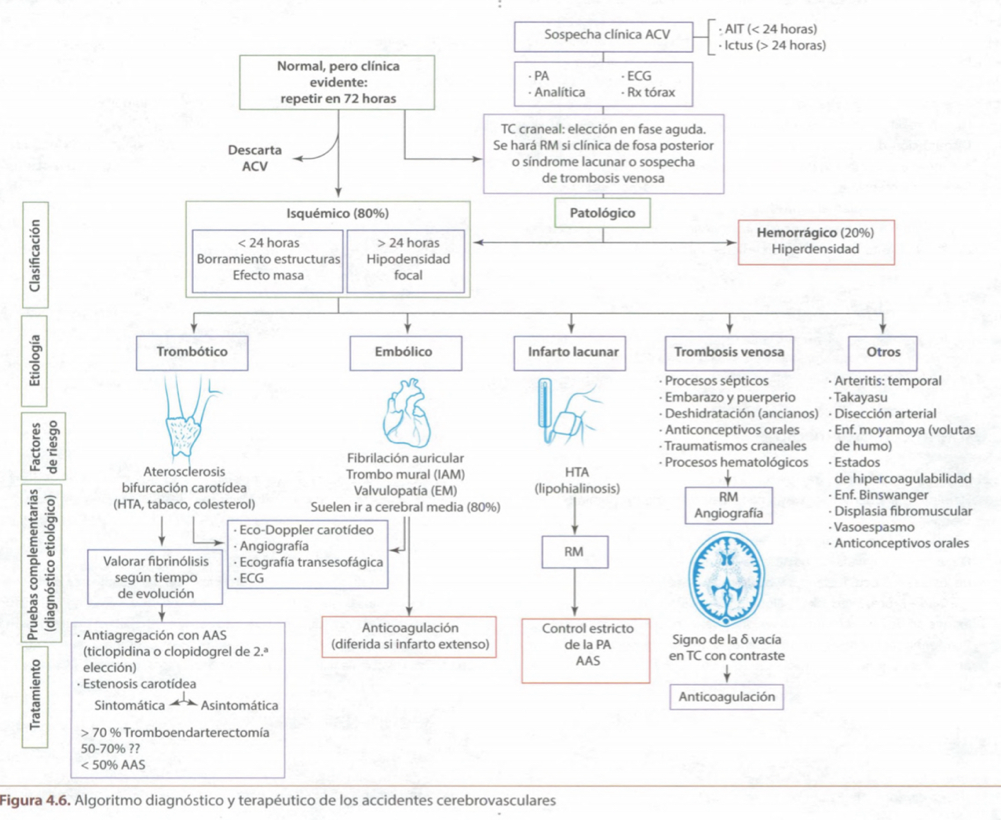 Sospecha clínica ACV
· AIT (< 24 horas)
· Ictus (> 24 horas)
· PA
· ECG
· Analítica
· Rx tórax
Normal, pero clínica
evidente:
repetir en 72 horas
Descarta
ACV
TC craneal: elección en fase aguda.
Se hará RM si clínica de fosa posterior
o síndrome lacunar o sospecha
de trombosis venosa
Patológico
Clasificación
Isquémico (80%)
< 24 horas
Borramiento estructuras
Efecto masa
> 24 horas
Hipodensidad
focal
Hemorrágico (20%)
Hiperdensidad
Etiología
Trombótico
Embólico
Infarto lacunar
Trombosis venosa
Otros
Factores
de riesgo
Aterosclerosis
bifurcación carotídea
(HTA, tabaco, colesterol)
Fibrilación auricular
Trombo mural (IAM)
Valvulopatía (EM)
Suelen ir a cerebral media (80%)
HTA
(lipohialinosis)
· Procesos sépticos
· Embarazo y puerperio
· Deshidratación (ancianos)
· Anticonceptivos orales
· Traumatismos craneales
· Procesos hematológicos
· Arteritis: temporal
· Takayasu
· Disección arterial
· Enf. moyamoya (volutas
de humo)
· Estados
de hipercoagulabilidad
· Enf. Binswanger
· Displasia fibromuscular
· Vasoespasmo
· Anticonceptivos orales
Pruebas complementarias
(diagnóstico etiológico)
Valorar fibrinólisis
según tiempo
de evolución
· Eco-Doppler carotídeo
· Angiografía
· Ecografía transesofágica
· ECG
RM
RM
Angiografía
Signo de la δ vacía
en TC con contraste
Tratamiento
· Antiagregación con AAS
(ticlopidina o clopidogrel de 2.ª
elección)
· Estenosis carotídea
Sintomática
Asintomática
> 70 % Tromboendarterectomía
50-70% ??
< 50% AAS
Anticoagulación
(diferida si infarto extenso)
Control estricto
de la PA
AAS
Anticoagulación
Figura 4.6. Algoritmo diagnóstico y terapéutico de los accidentes cerebrovasculares